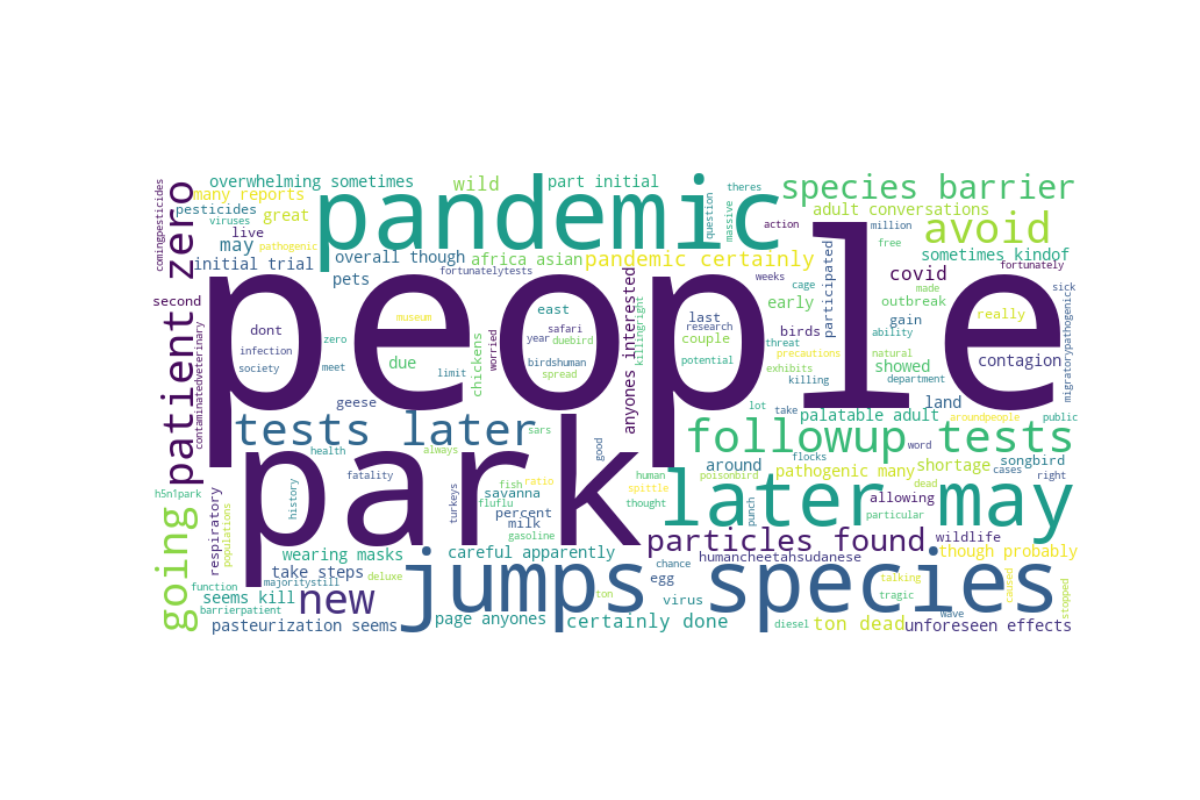 people
park
pandemic
jumps species
later may
followup tests
tests later
patient zero
going
new
avoid
species barrier
particles found
pandemic certainly
covid
overwhelming sometimes
many reports
pesticides
viruses
great
live
may
pathogenic
initial trial
wild
part initial
theres
question
massive
action
adult conversations
million
free
sometimes kindof
fortunately
overall though
africa asian
fortunatelytests
pets
weeks
cage
participated
early
made
outbreak
sick
second
comingpesticides
contaminatedveterinary
dont
infection
society
zero
meet
museum
due
limit
chickens
worried
east
safari
year
duebird
birdshuman
spread
killingright
anyones interested
last
research
couple
potential
threat
birds
precautions
exhibits
killing
gain
ability
natural
showed
department
really
contagion
land
migratorypathogenic
geese
lot
take
palatable adult
aroundpeople
public
health
fatality
history
always
sars
good
turkeys
fish
ratio
savanna
fluflu
percent
milk
gasoline
human
spittle
thought
around
poisonbird
punch
flocks
word
pathogenic many
shortage
songbird
cases
right
dead
allowing
particular
h5n1park
respiratory
populations
wearing masks
careful apparently
humancheetahsudanese
wildlife
though probably
function
take steps
deluxe
majoritystill
seems kill
barrierpatient
pasteurization seems
page anyones
ton
chance
egg
virus
certainly done
talking
tragic
caused
stopped
wave
diesel
ton dead
unforeseen effects